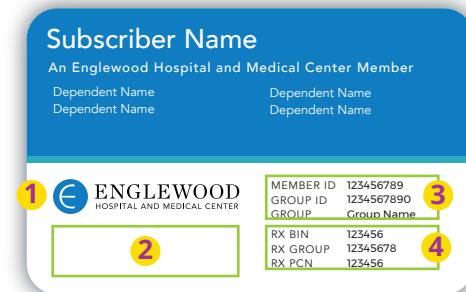 Subscriber Name
An Englewood Hospital and Medical Center Member
Dependent Name Dependent Name
Dependent Name Dependent Name
1 ENGLEWOOD
HOSPITAL AND MEDICAL CENTER
2
MEMBER ID 123456789
GROUP ID 1234567890
GROUP Group Name
3
RX BIN 123456
RX GROUP 12345678
RX PCN 123456
4